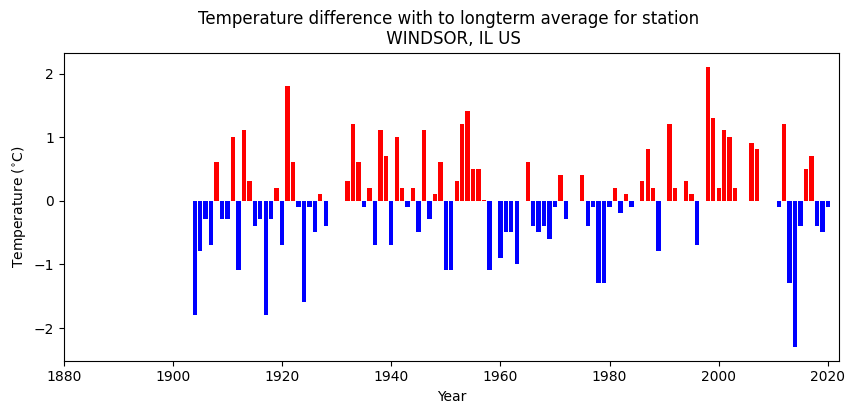 Temperature difference with to longterm average for station
WINDSOR, IL US
Temperature (°C)
2
1
0
−1
−2
1880 1900 1920 1940 1960 1980 2000 2020
Year